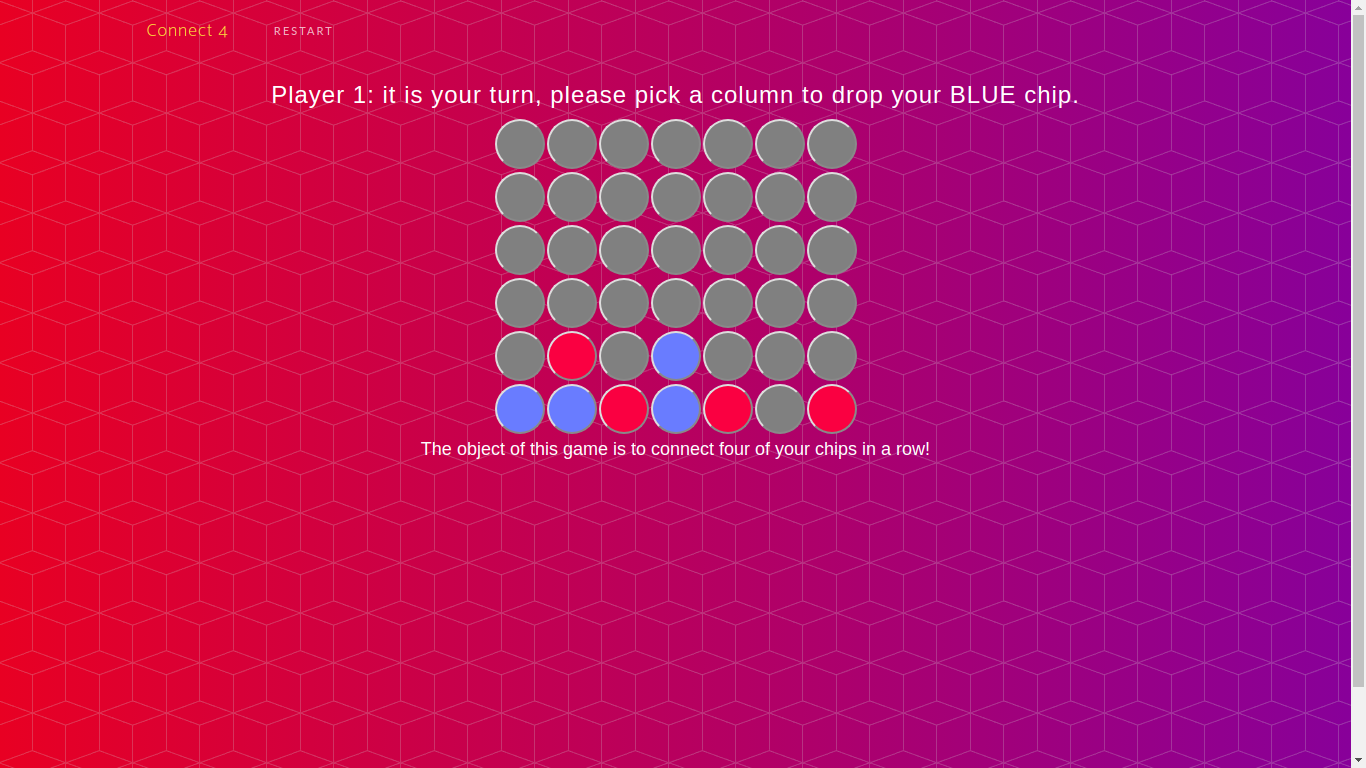 Connect 4
RESTART
Player 1: it is your turn, please pick a column to drop your BLUE chip.
The object of this game is to connect four of your chips in a row!